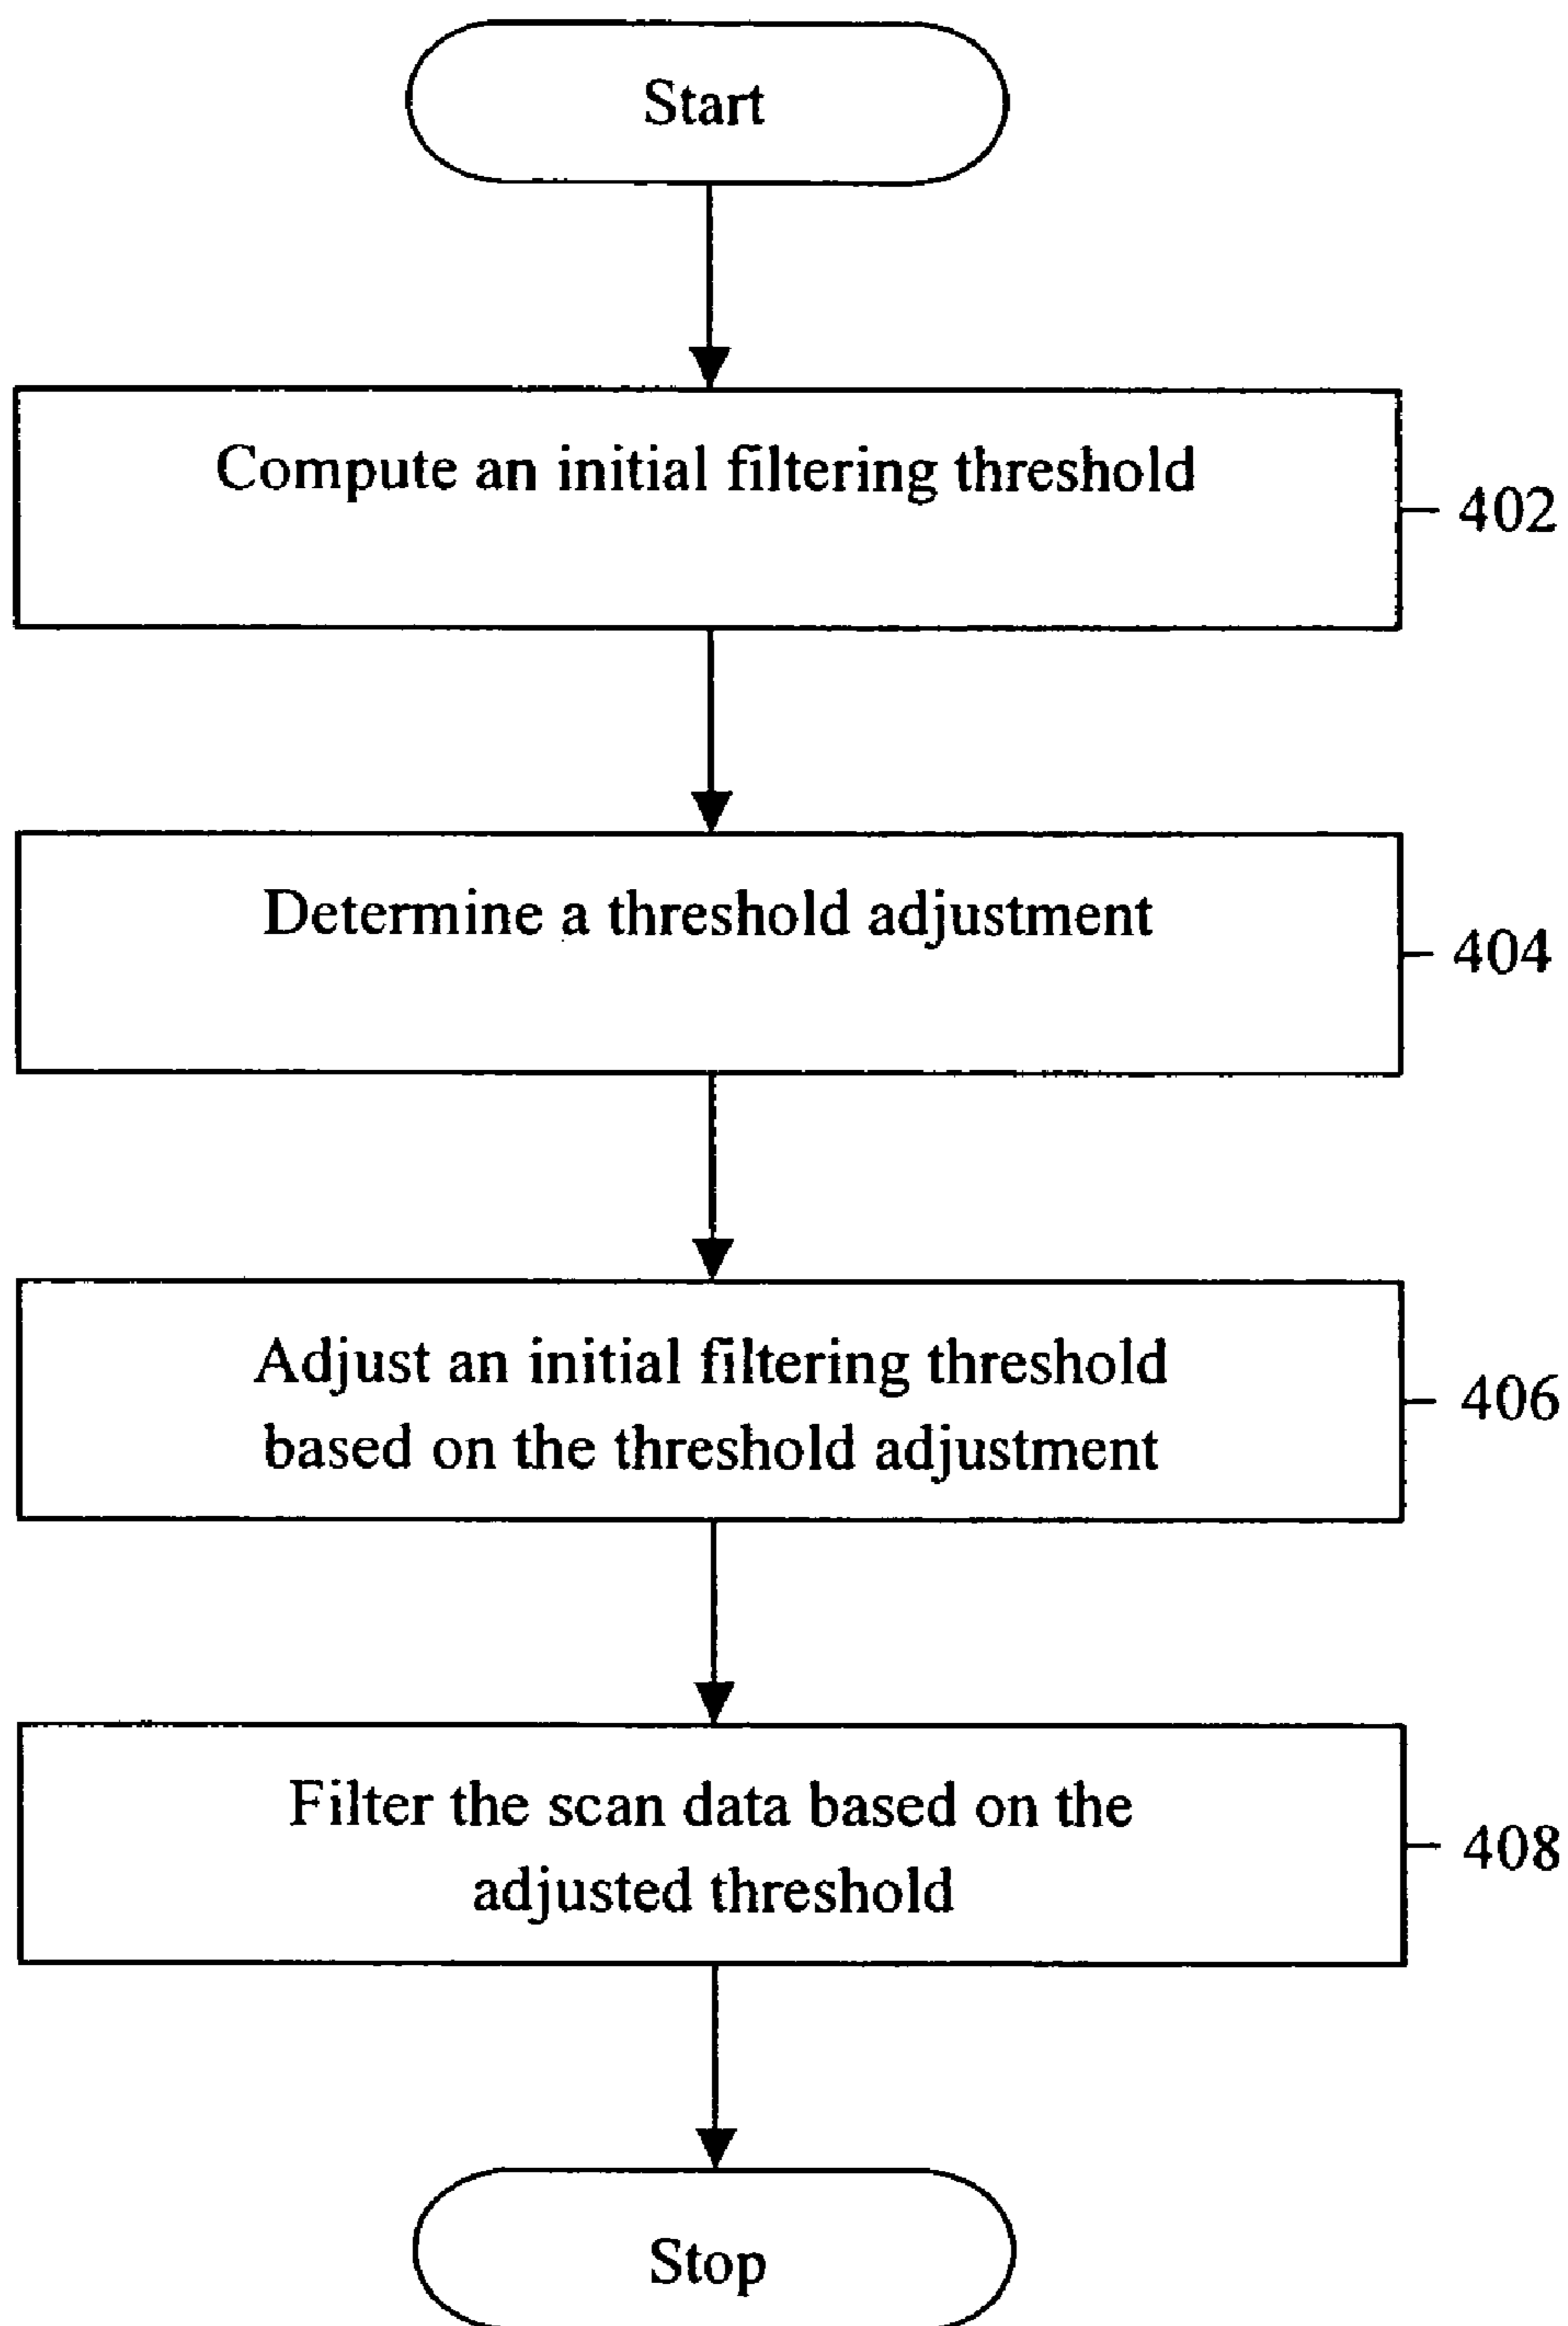 Start
Compute an initial filtering threshold
402
Determine a threshold adjustment
404
Adjust an initial filtering threshold
based on the threshold adjustment
406
Filter the scan data based on the
adjusted threshold
408
Stop